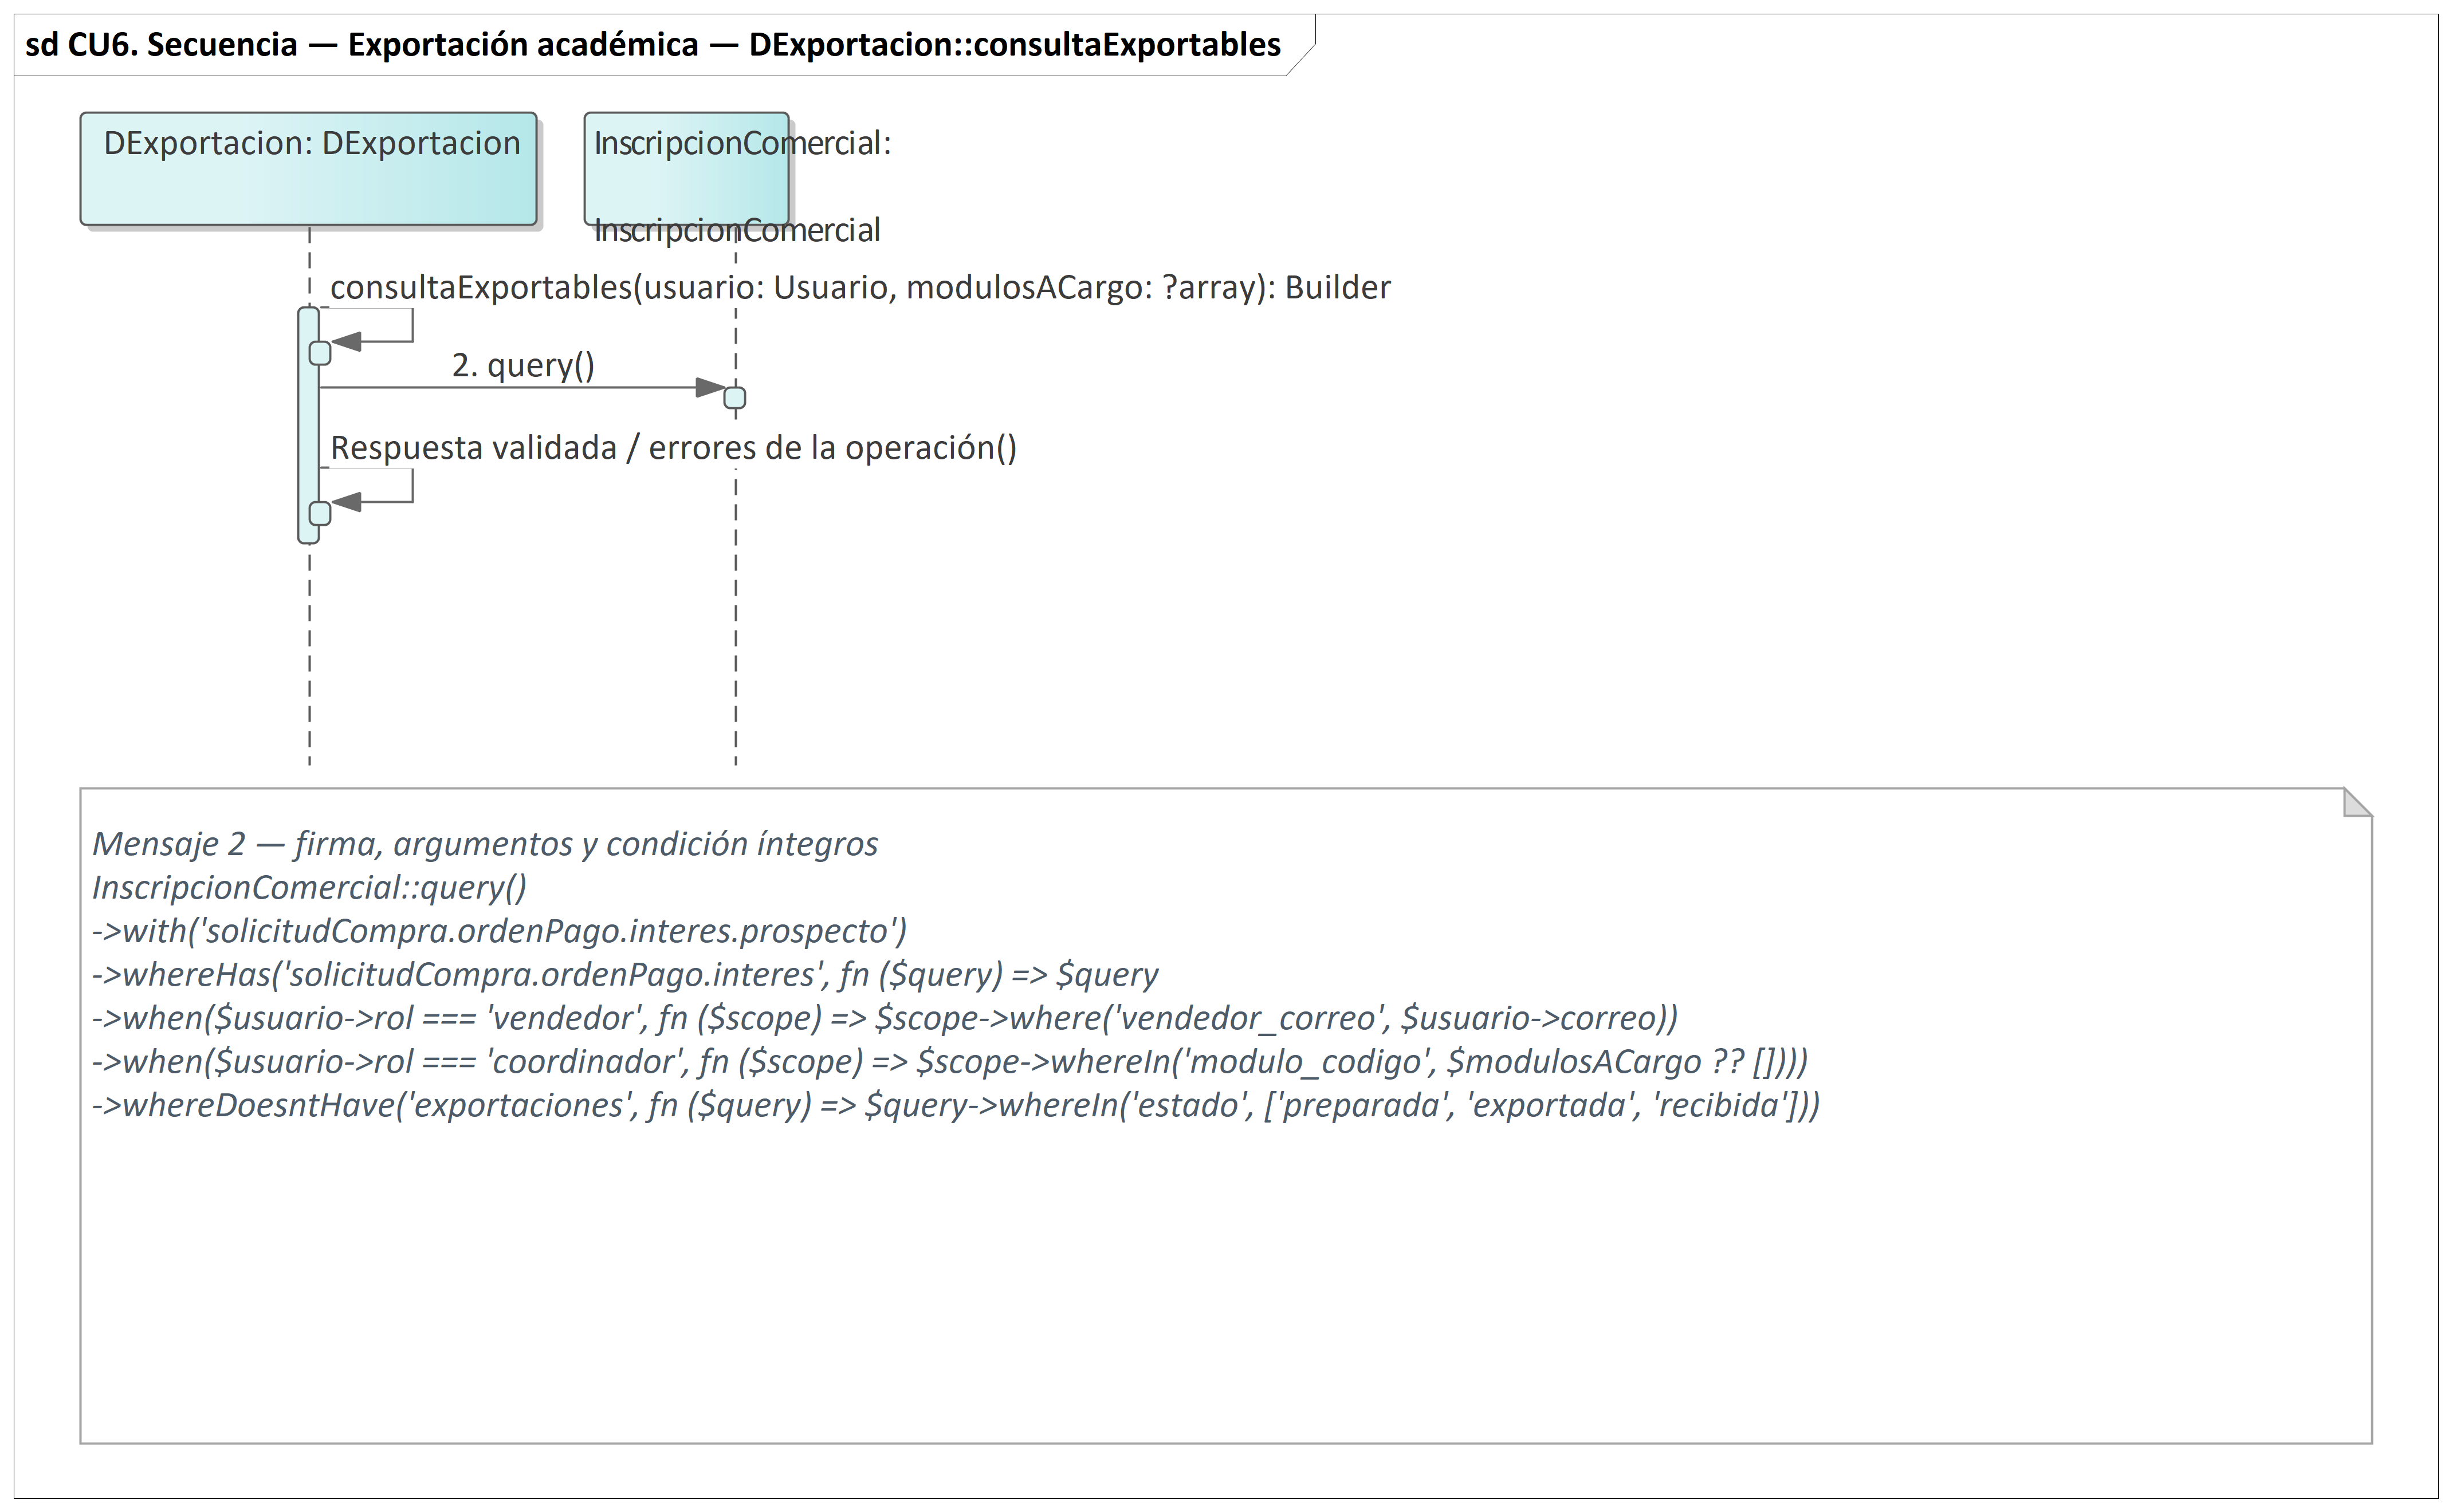 sd CU6. Secuencia — Exportación académica — DExportacion::consultaExportables
DExportacion: DExportacion
InscripcionComercial:
InscripcionComercial
consultaExportables(usuario: Usuario, modulosACargo: ?array): Builder
2. query()
Respuesta validada / errores de la operación()
Mensaje 2 — firma, argumentos y condición íntegros
InscripcionComercial::query()
->with('solicitudCompra.ordenPago.interes.prospecto')
->whereHas('solicitudCompra.ordenPago.interes', fn ($query) => $query
->when($usuario->rol === 'vendedor', fn ($scope) => $scope->where('vendedor_correo', $usuario->correo))
->when($usuario->rol === 'coordinador', fn ($scope) => $scope->whereIn('modulo_codigo', $modulosACargo ?? [])))
->whereDoesntHave('exportaciones', fn ($query) => $query->whereIn('estado', ['preparada', 'exportada', 'recibida']))